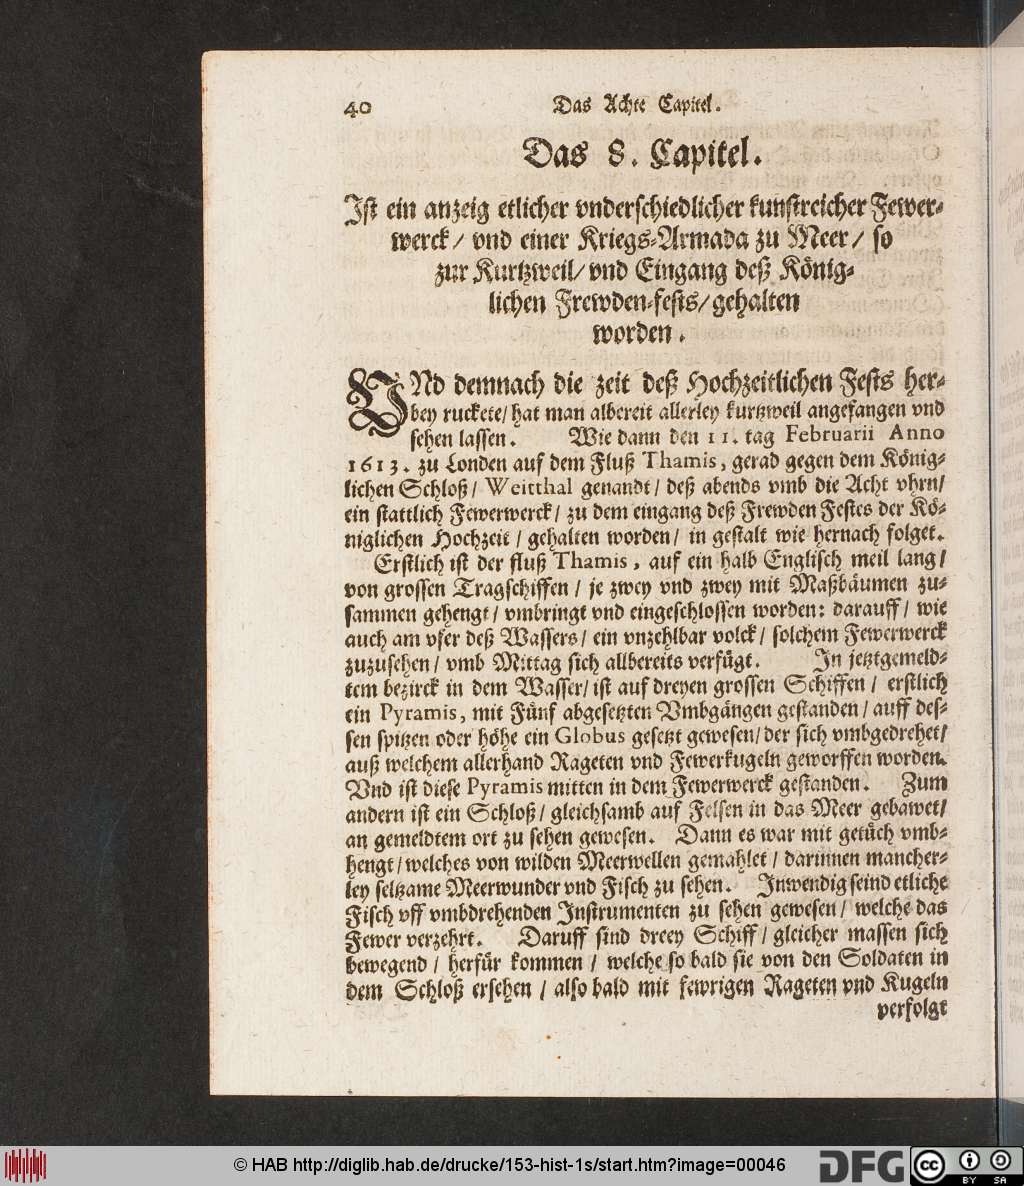 40 Das Achte Capitel.
Das 8. Capitel.
Ist ein anzeig etlicher vnderschiedlicher kunstreicher Fewer-
werck / vnd einer Kriegs-Armada zu Meer / so
zur Kurtzweil / vnd Eingang deß König-
lichen Frewden-fests / gehalten
worden.
VNd demnach die zeit deß Hochzeitlichen Fests her-
bey ruckete / hat man albereit allerley kurtzweil angefangen vnd
sehen lassen. Wie dann den 11. tag Februarii Anno
1613. zu Londen auf dem Fluß Thamis, gerad gegen dem König-
lichen Schloß / Weitthal genandt / deß abends vmb die Acht vhrn /
ein stattlich Fewerwerck / zu dem eingang deß Frewden Festes der Kö-
niglichen Hochzeit / gehalten worden / in gestalt wie hernach folget.
Erstlich ist der fluß Thamis, auf ein halb Englisch meil lang /
von grossen Tragschiffen / je zwey vnd zwey mit Maßbäumen zu-
sammen gehengt / vmbringt vnd eingeschlossen worden: darauff / wie
auch am vfer deß Wassers / ein vnzehlbar volck / solchem Fewerwerck
zuzusehen / vmb Mittag sich allbereits verfügt. In jetztgemeld-
tem bezirck in dem Wasser / ist auf dreyen grossen Schiffen / erstlich
ein Pyramis, mit Fünf abgesetzten Vmbgängen gestanden / auff des-
sen spitzen oder höhe ein Globus gesetzt gewesen / der sich vmbgedrehet /
auß welchem allerhand Rageten vnd Fewerkugeln geworffen worden.
Vnd ist diese Pyramis mitten in dem Fewerwerck gestanden. Zum
andern ist ein Schloß / gleichsamb auf Felsen in das Meer gebawet /
an gemeldtem ort zu sehen gewesen. Dann es war mit getüch vmb-
hengt / welches von wilden Meerwellen gemahlet / darinnen mancher-
ley seltzame Meerwunder vnd Fisch zu sehen. Inwendig seind etliche
Fisch vff vmbdrehenden Instrumenten zu sehen gewesen / welche das
Fewer verzehrt. Daruff sind dreey Schiff / gleicher massen sich
bewegend / herfür kommen / welche so bald sie von den Soldaten in
dem Schloß ersehen / also bald mit fewrigen Rageten vnd Kugeln
verfolgt
© HAB http://diglib.hab.de/drucke/153-hist-1s/start.htm?image=00046
DFG cc BY SA